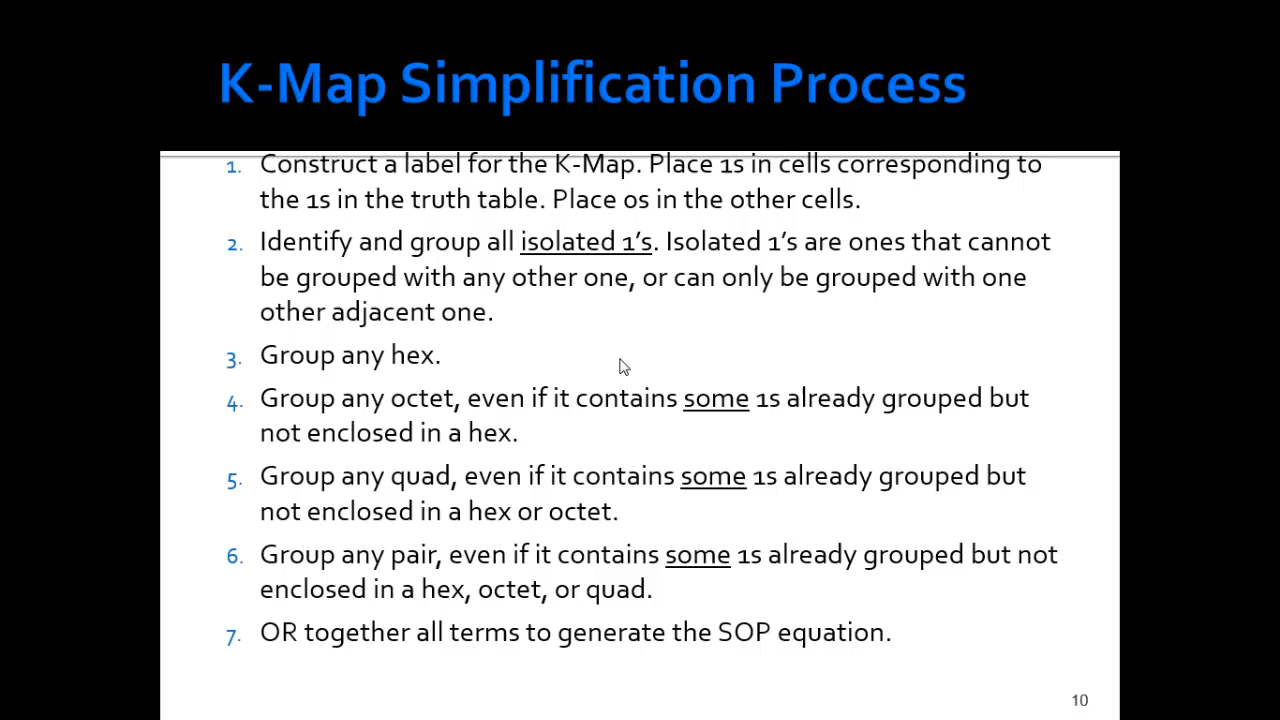 K-Map Simplification Process
1. Construct a label for the K-Map. Place 1s in cells corresponding to
the 1s in the truth table. Place 0s in the other cells.
2. Identify and group all isolated 1’s. Isolated 1’s are ones that cannot
be grouped with any other one, or can only be grouped with one
other adjacent one.
3. Group any hex.
4. Group any octet, even if it contains some 1s already grouped but
not enclosed in a hex.
5. Group any quad, even if it contains some 1s already grouped but
not enclosed in a hex or octet.
6. Group any pair, even if it contains some 1s already grouped but not
enclosed in a hex, octet, or quad.
7. OR together all terms to generate the SOP equation.
10